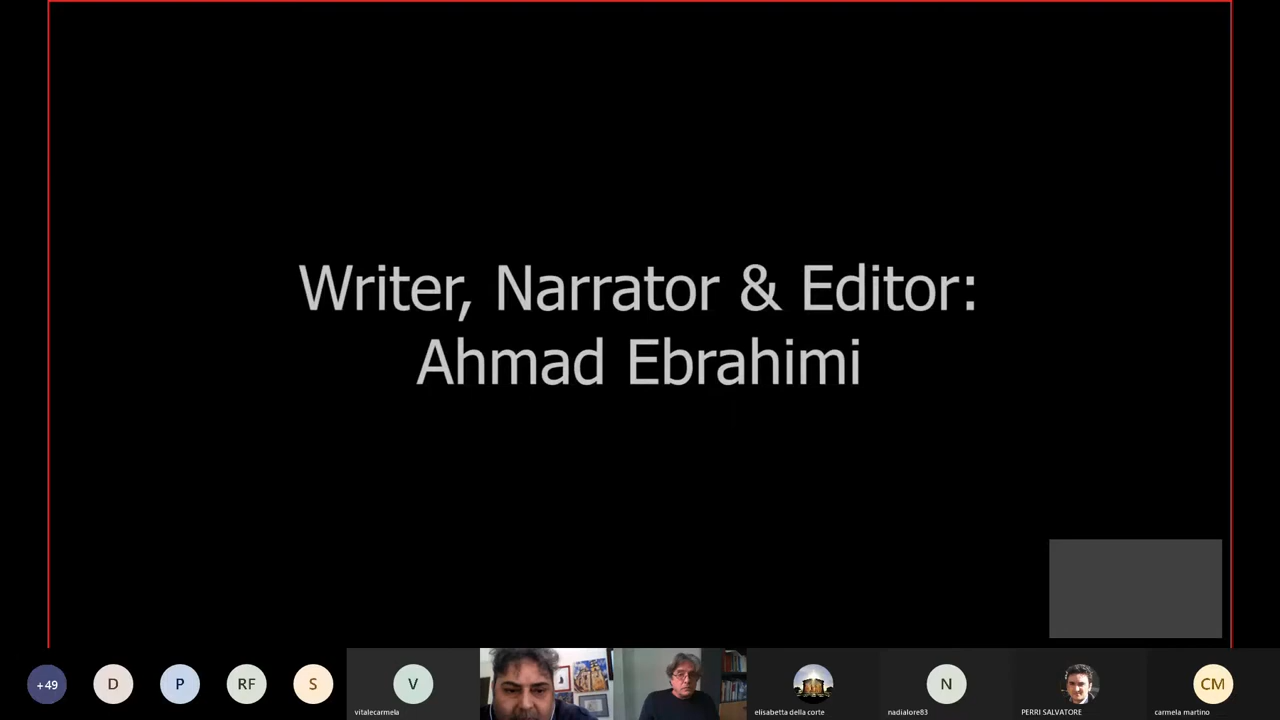 Writer, Narrator & Editor:
Ahmad Ebrahimi
+49
D
P
RF
S
V
N
CM
vitalecarmela
elisabetta della corte
nadialore83
PERRI SALVATORE
carmela martino